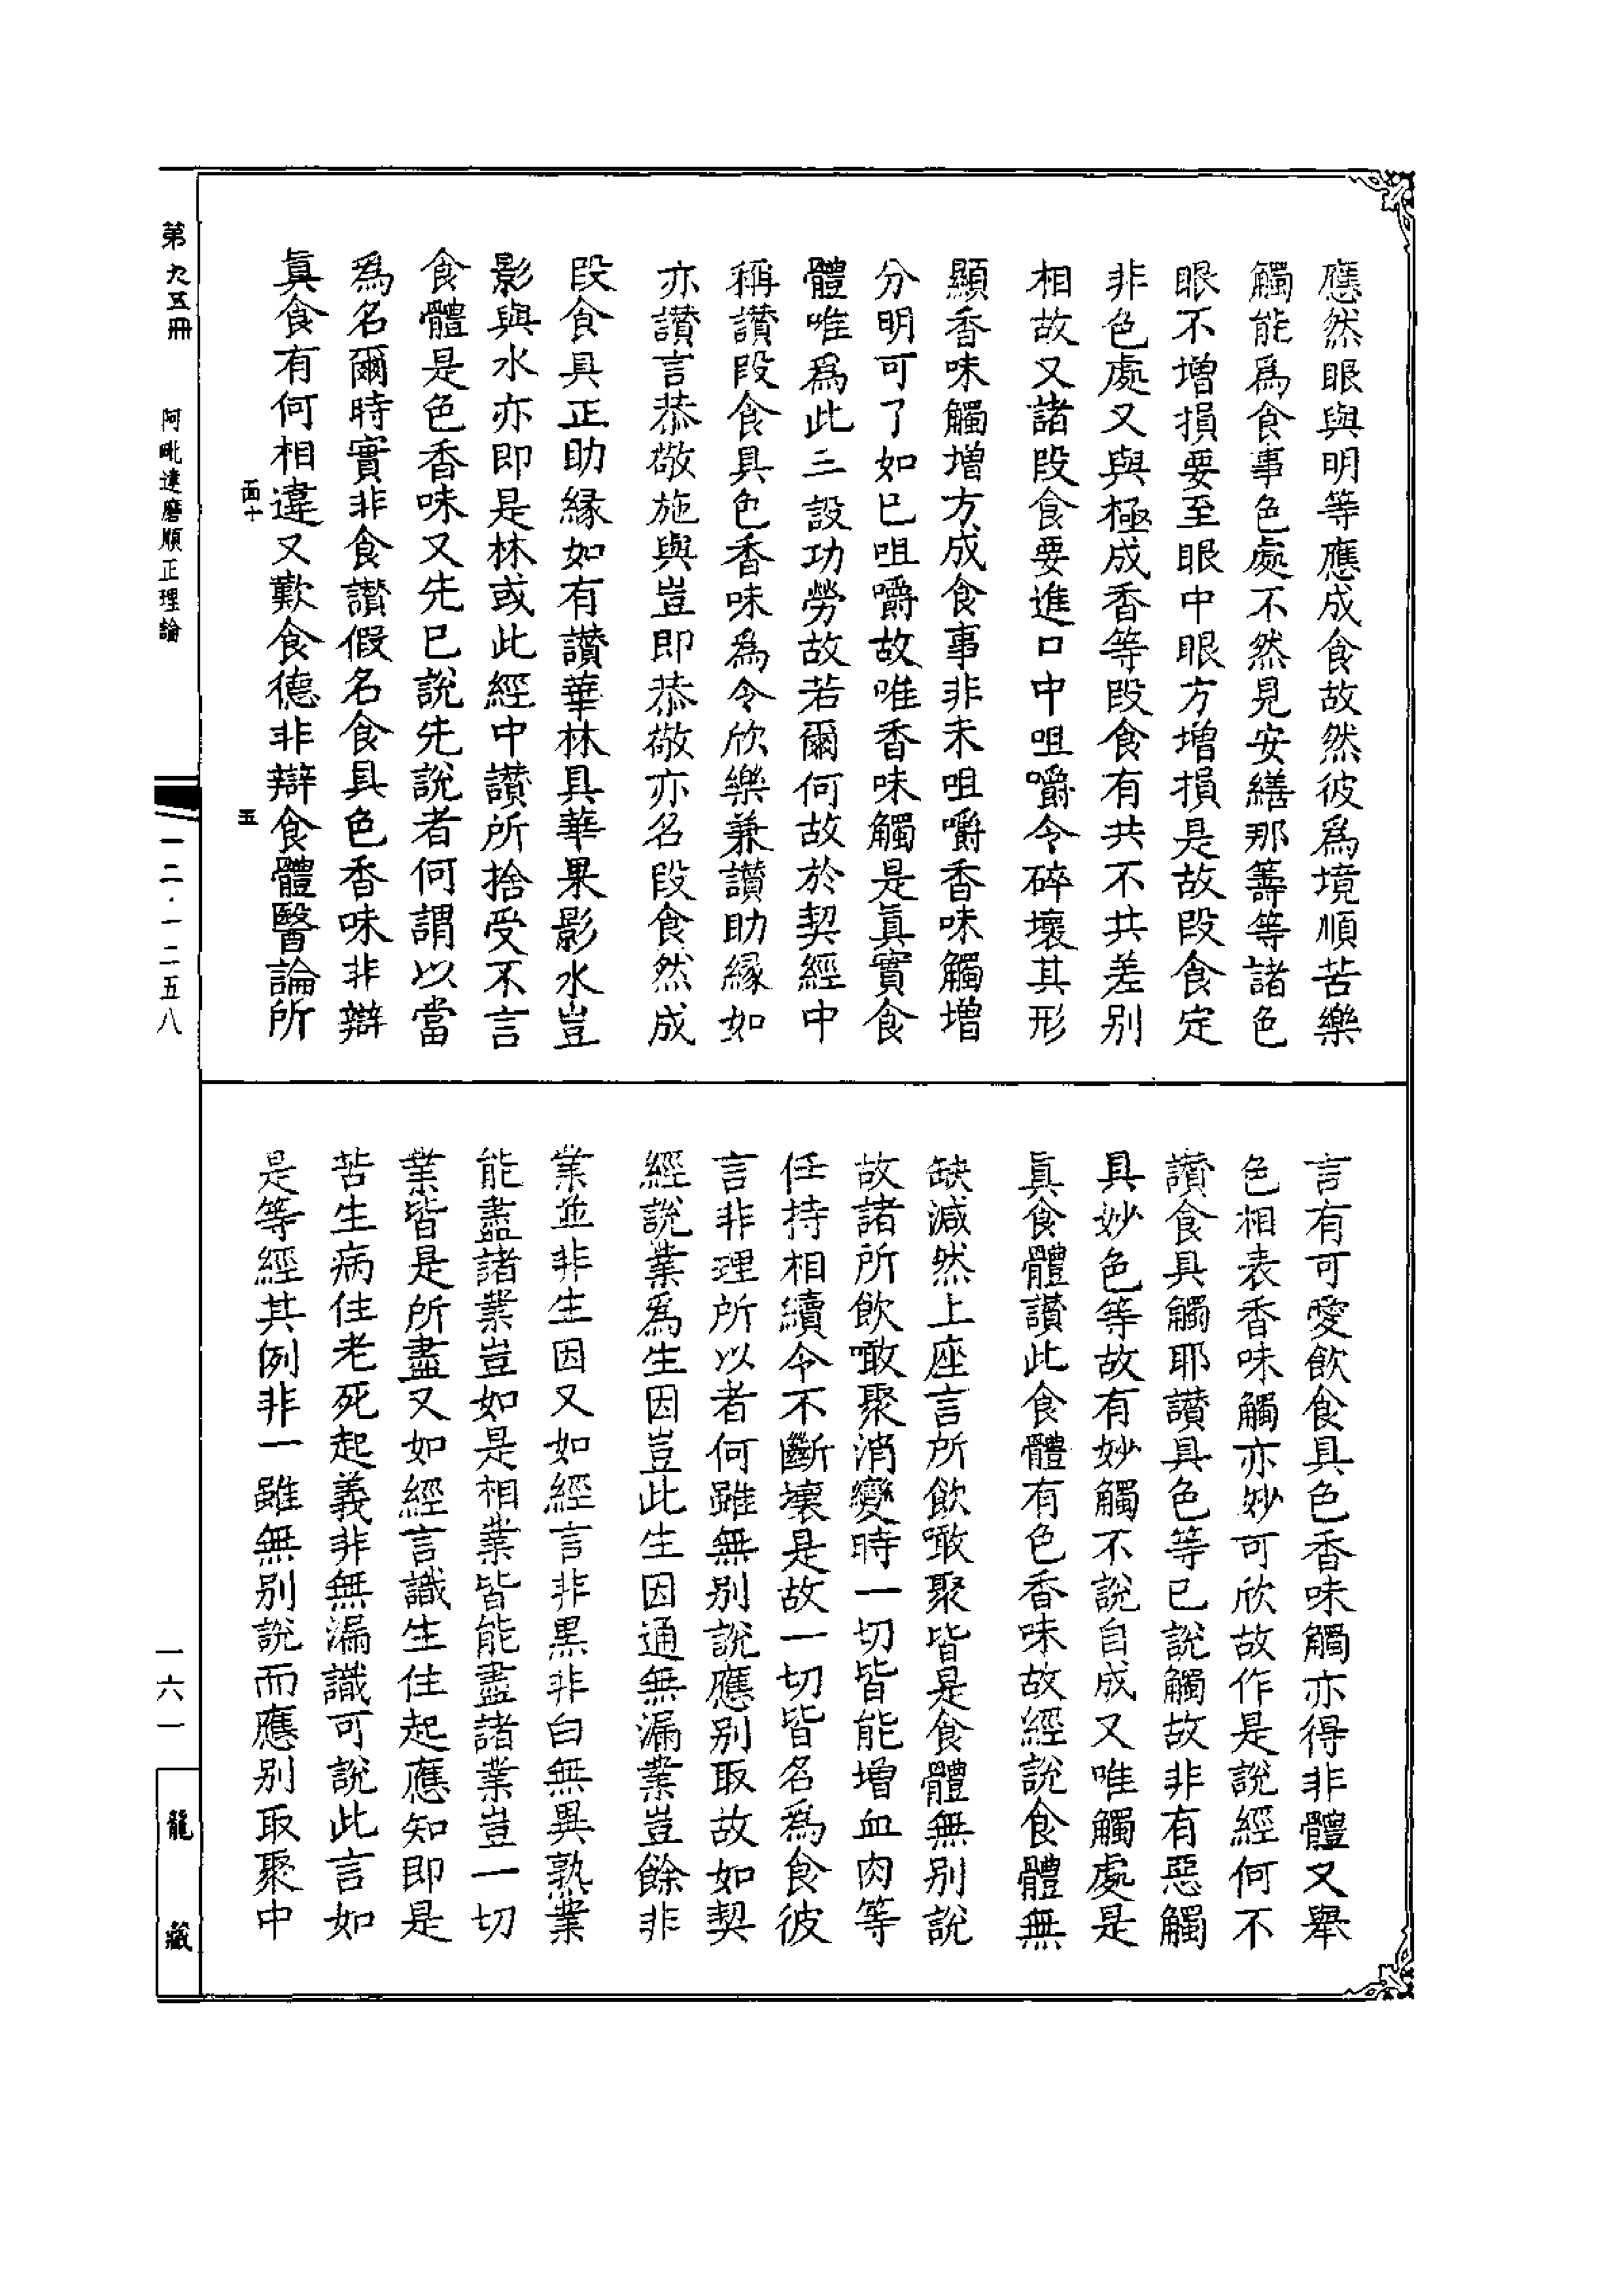 應然眼與明等應成食故然彼為境順苦樂
觸能為食事色處不然見安繕那籌等諸色
眼不增損要至眼中眼方增損是故段食定
非色處又與極成香等段食有共不共差別
相故又諸段食要進口中咀嚼令碎壞其形
顯香味觸增方成食事非未咀嚼香味觸增
分明可了如已咀嚼故唯香味觸是眞實食
體唯為此三設功勞故若爾何故於契經中
稱讃段食具色香味為令欣樂兼讃助緣如
亦讃言恭敬施與豈即恭敬亦名段食然成
段食具正助緣如有讃華林具華果影水豈
影與水亦即是林或此經中讃所捨受不言
食體是色香味又先已說先說者何謂以當
為名爾時實非食讃假名食具色香味非辯
眞食有何相違又歎食德非辯食體醫論所
言有可愛飲食具色香味觸亦得非體又舉
色相表香味觸亦妙可欣故作是說經何不
讃食具觸耶讃具色等已說觸故非有惡觸
具妙色等故有妙觸不說自成又唯觸處是
眞食體讃此食體有色香味故經說食體無
缺減然上座言所飲噉聚皆是食體無別說
故諸所飲噉聚消變時一切皆能增血肉等
任持相續令不斷壞是故一切皆名為食彼
言非理所以者何雖無別說應別取故如契
經說業為生因豈此生因通無漏業豈餘非
業並非生因又如經言非黑非白無異熟業
能盡諸業豈如是相業皆能盡諸業豈一切
業皆是所盡又如經言識生住起應知即是
苦生病住老死起義非無漏識可說此言如
是等經其例非一雖無別說而應別取聚中
面十
五
第九五冊
阿毗達磨順正理論
一二·一二五八
一六一
龍藏